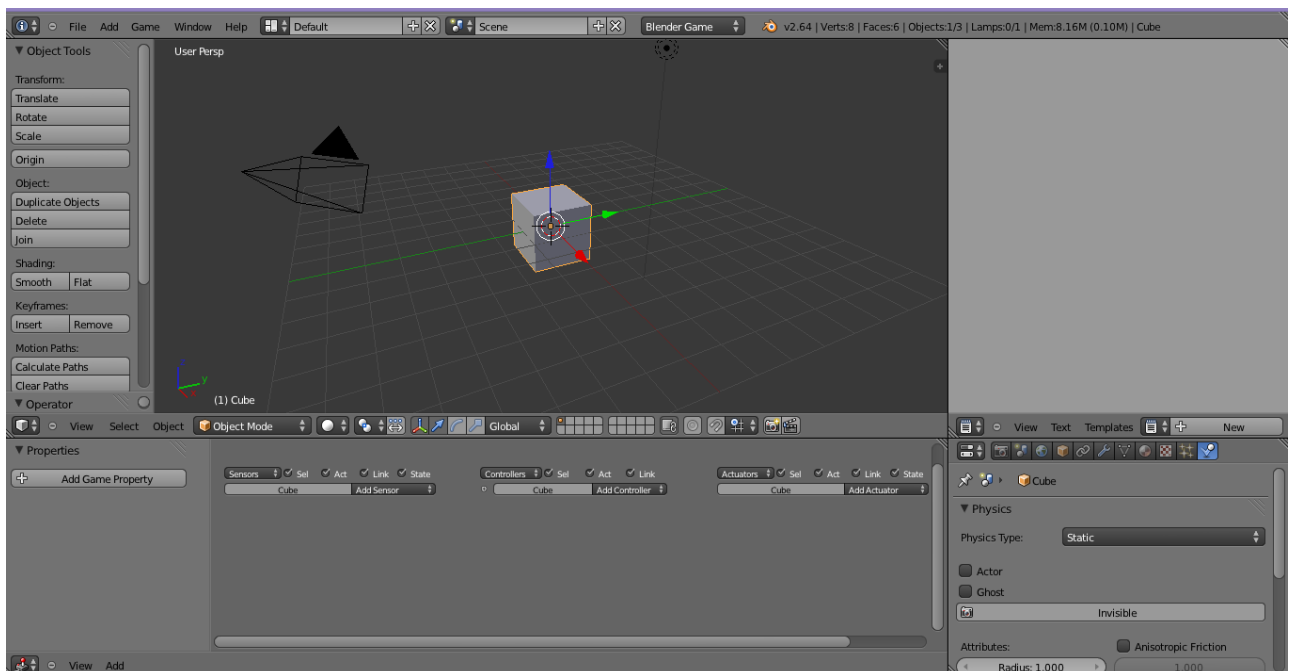 File Add Game Window Help Default Scene Blender Game v2.64 | Verts:8 | Faces:6 | Objects:1/3 | Lamps:0/1 | Mem:8.16M (0.10M) | Cube
Object Tools
Transform:
Translate
Rotate
Scale
Origin
Object:
Duplicate Objects
Delete
Join
Shading:
Smooth Flat
Keyframes:
Insert Remove
Motion Paths:
Calculate Paths
Clear Paths
Operator
User Persp
z
y
(1) Cube
View Select Object Object Mode Global
View Text Templates New
Properties
Add Game Property
Sensors Sel Act Link State Controllers Sel Act Link Actuators Sel Act Link State
Cube Add Sensor Cube Add Controller Cube Add Actuator
View Add
Cube
Physics
Physics Type: Static
Actor
Ghost
Invisible
Attributes: Anisotropic Friction
Radius: 1.000 1.000